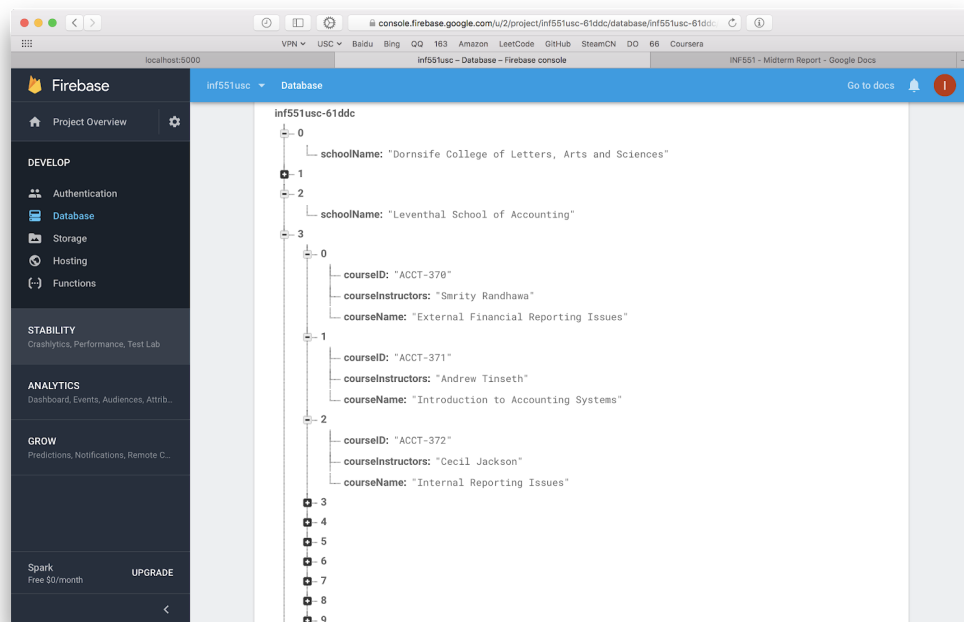 console.firebase.google.com/u/2/project/inf551usc-61ddc/database/inf551usc-61ddc
VPN USC Baidu Bing QQ 163 Amazon LeetCode GitHub SteamCN DO 66 Coursera
localhost:5000 inf551usc – Database – Firebase console INF551 - Midterm Report - Google Docs
Firebase
inf551usc Database Go to docs I
Project Overview
DEVELOP
Authentication
Database
Storage
Hosting
Functions
STABILITY
Crashlytics, Performance, Test Lab
ANALYTICS
Dashboard, Events, Audiences, Attrib...
GROW
Predictions, Notifications, Remote C...
Spark
Free $0/month
UPGRADE
inf551usc-61ddc
0
schoolName: "Dornsife College of Letters, Arts and Sciences"
1
2
schoolName: "Leventhal School of Accounting"
3
0
courseID: "ACCT-370"
courseInstructors: "Smrity Randhawa"
courseName: "External Financial Reporting Issues"
1
courseID: "ACCT-371"
courseInstructors: "Andrew Tinseth"
courseName: "Introduction to Accounting Systems"
2
courseID: "ACCT-372"
courseInstructors: "Cecil Jackson"
courseName: "Internal Reporting Issues"
3
4
5
6
7
8
9